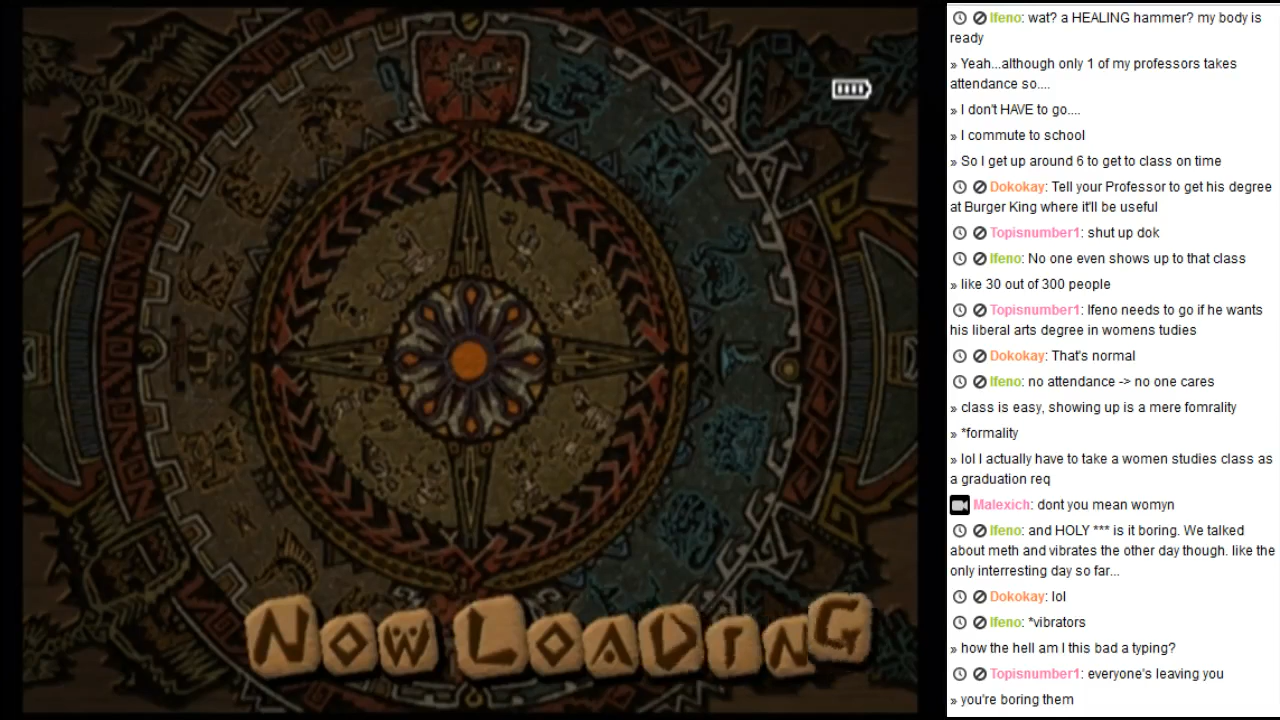 Ifeno: wat? a HEALING hammer? my body is
ready
» Yeah...although only 1 of my professors takes
attendance so....
» I don't HAVE to go....
» I commute to school
» So I get up around 6 to get to class on time
Dokokay: Tell your Professor to get his degree
at Burger King where it'll be useful
Topisnumber1: shut up dok
Ifeno: No one even shows up to that class
» like 30 out of 300 people
Topisnumber1: Ifeno needs to go if he wants
his liberal arts degree in womens tudies
Dokokay: That's normal
Ifeno: no attendance -> no one cares
» class is easy, showing up is a mere fomrality
» *formality
» lol I actually have to take a women studies class as
a graduation req
Malexich: dont you mean womyn
Ifeno: and HOLY *** is it boring. We talked
about meth and vibrates the other day though. like the
only interresting day so far...
Dokokay: lol
Ifeno: *vibrators
» how the hell am I this bad a typing?
Topisnumber1: everyone's leaving you
» you're boring them
Now Loading